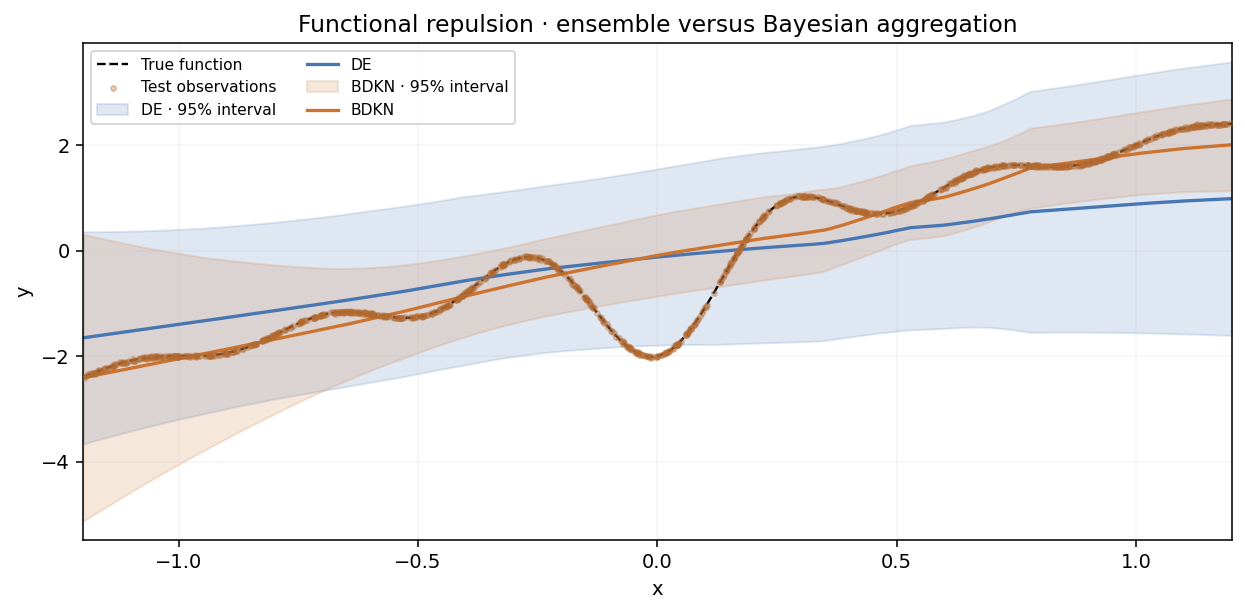 Functional repulsion · ensemble versus Bayesian aggregation
True function
Test observations
DE · 95% interval
DE
BDKN · 95% interval
BDKN
y
2
0
−2
−4
−1.0
−0.5
0.0
0.5
1.0
x